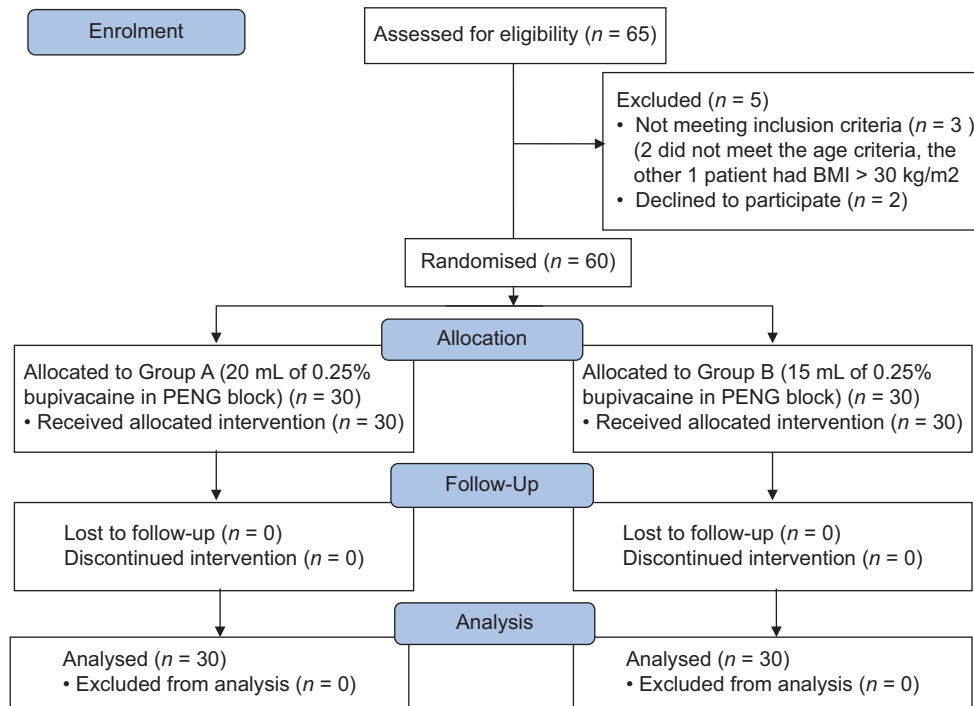 Enrolment
Assessed for eligibility (n = 65)
Excluded (n = 5)
• Not meeting inclusion criteria (n = 3 )
(2 did not meet the age criteria, the
other 1 patient had BMI > 30 kg/m2
• Declined to participate (n = 2)
Randomised (n = 60)
Allocation
Allocated to Group A (20 mL of 0.25%
bupivacaine in PENG block) (n = 30)
• Received allocated intervention (n = 30)
Allocated to Group B (15 mL of 0.25%
bupivacaine in PENG block) (n = 30)
• Received allocated intervention (n = 30)
Follow-Up
Lost to follow-up (n = 0)
Discontinued intervention (n = 0)
Lost to follow-up (n = 0)
Discontinued intervention (n = 0)
Analysis
Analysed (n = 30)
• Excluded from analysis (n = 0)
Analysed (n = 30)
• Excluded from analysis (n = 0)